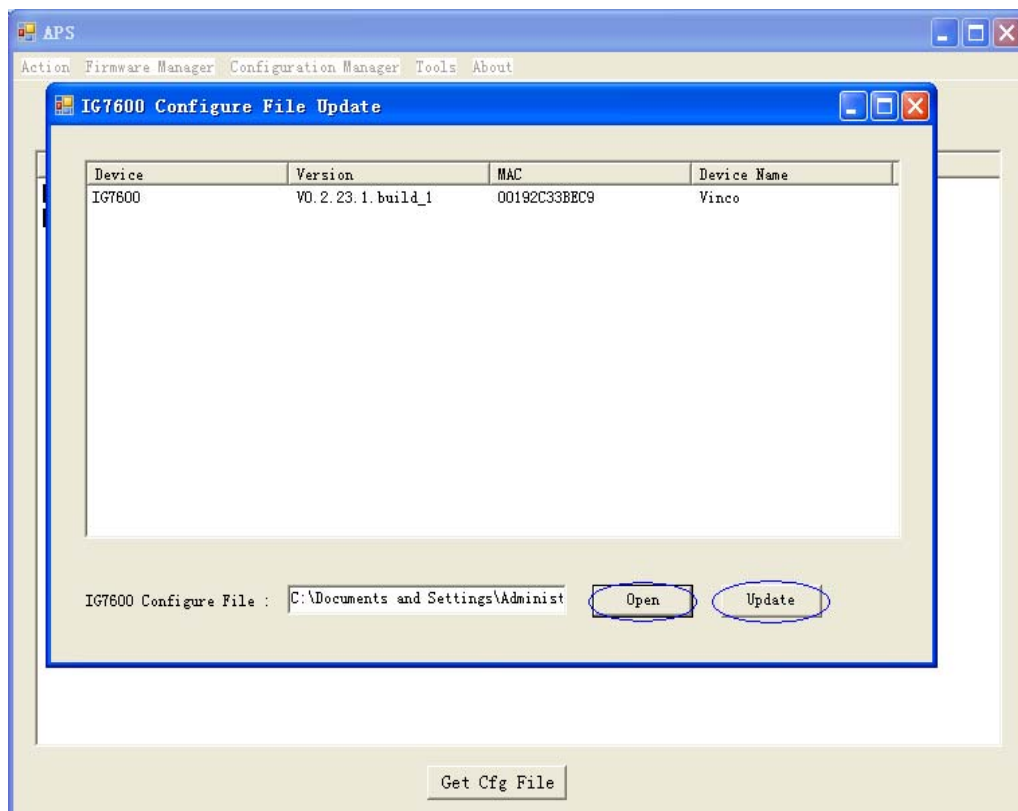 APS
Action Firmware Manager Configuration Manager Tools About
IG7600 Configure File Update
Device Version MAC Device Name
IG7600 V0.2.23.1.build_1 00192C33BEC9 Vinco
IG7600 Configure File : C:\Documents and Settings\Administ Open Update
Get Cfg File